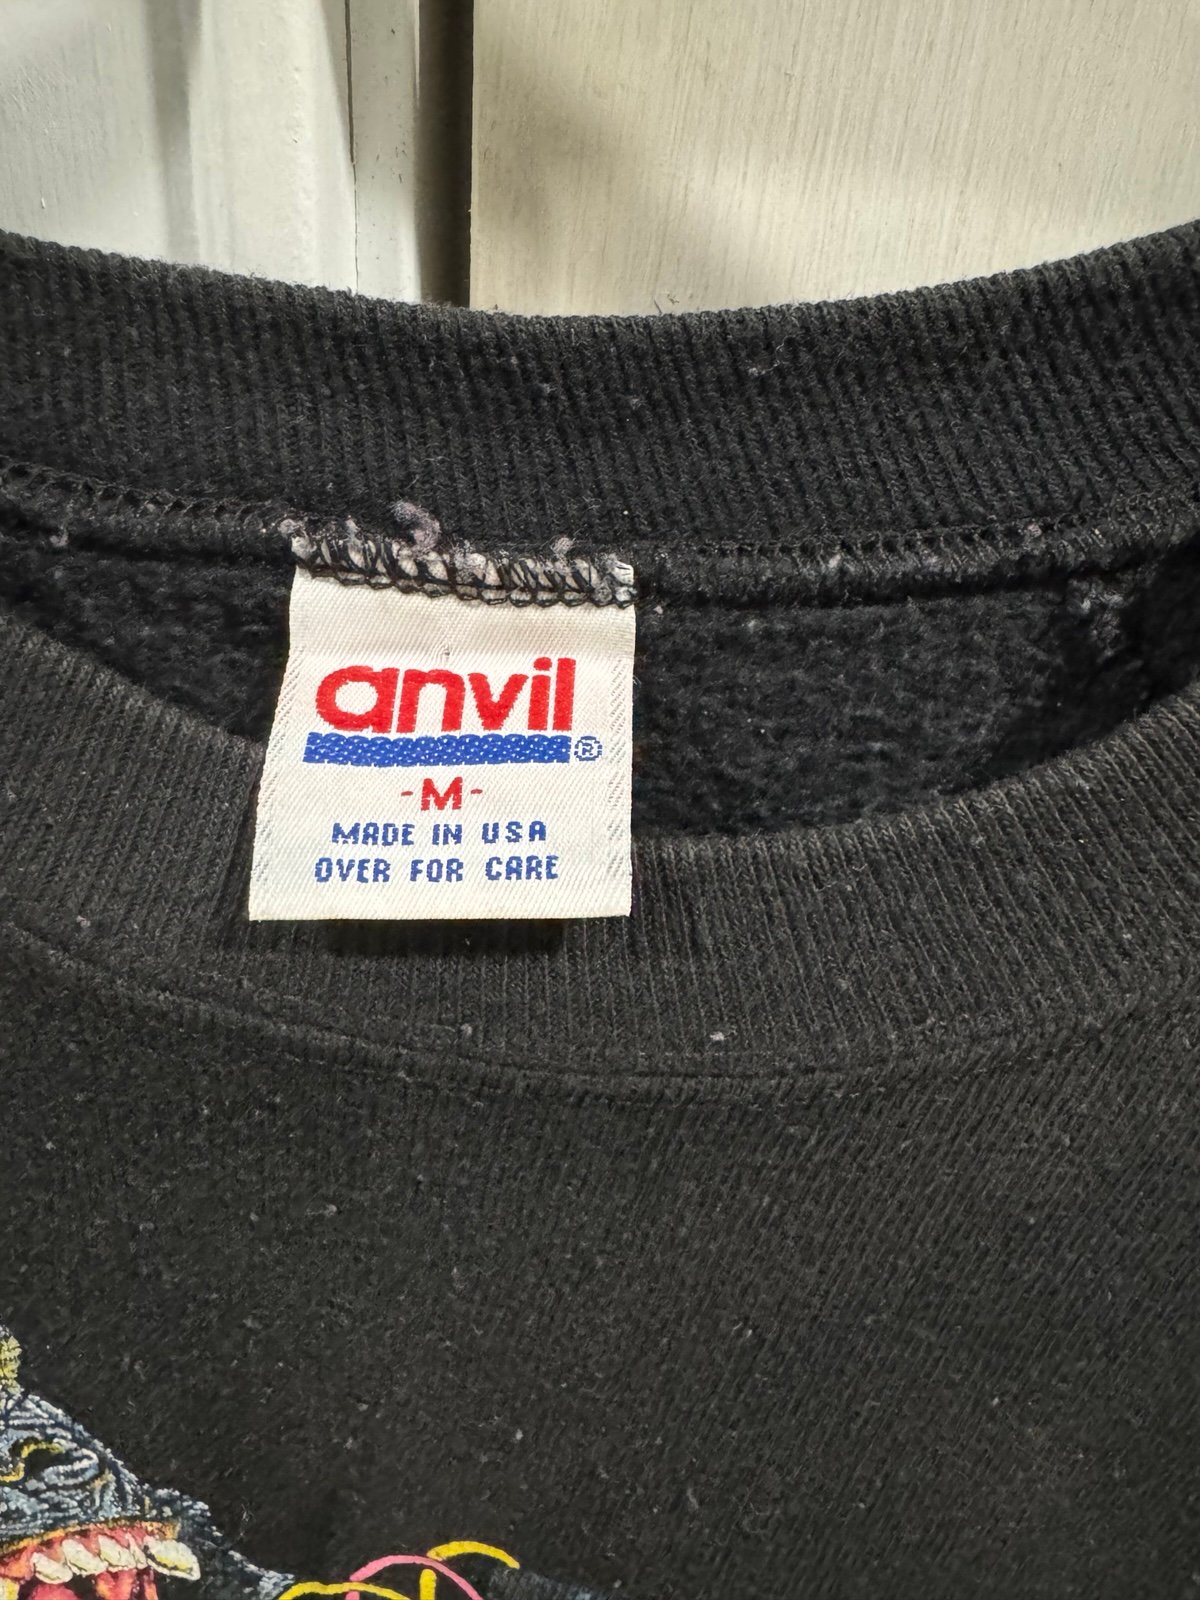 anvil®
-M-
MADE IN USA
OVER FOR CARE